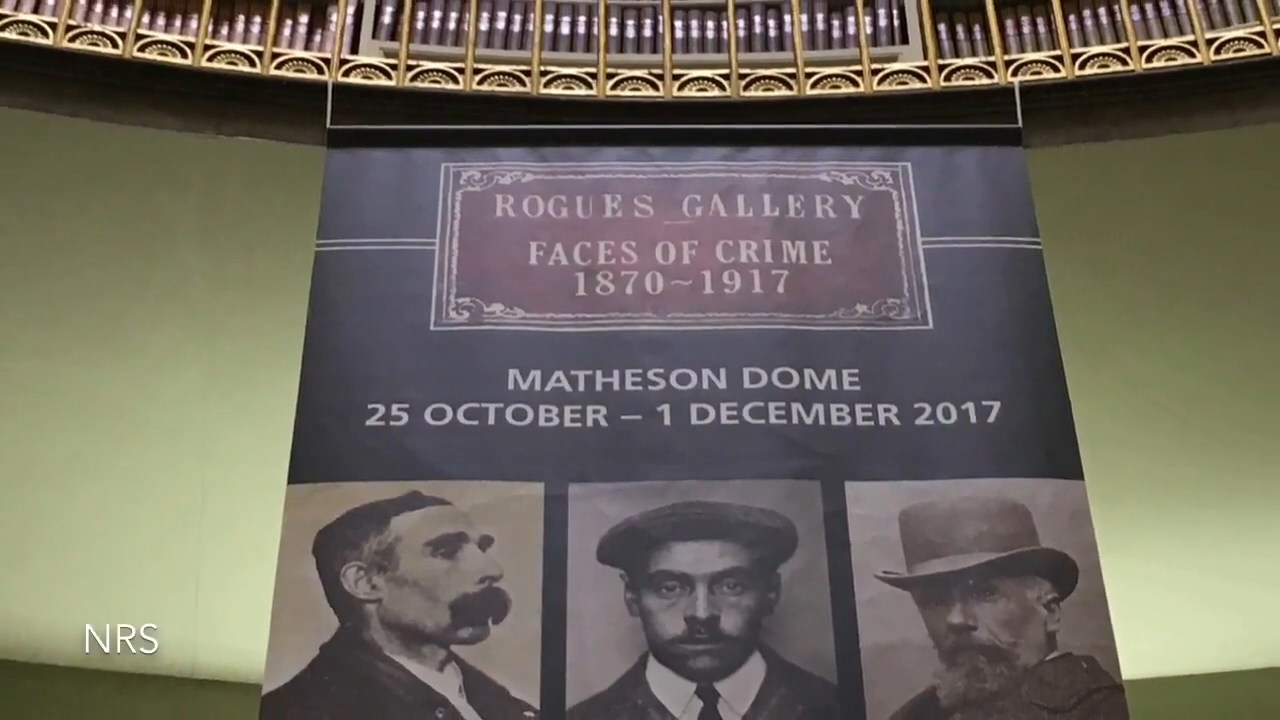 ROGUES GALLERY
FACES OF CRIME
1870~1917
MATHESON DOME
25 OCTOBER – 1 DECEMBER 2017
NRS